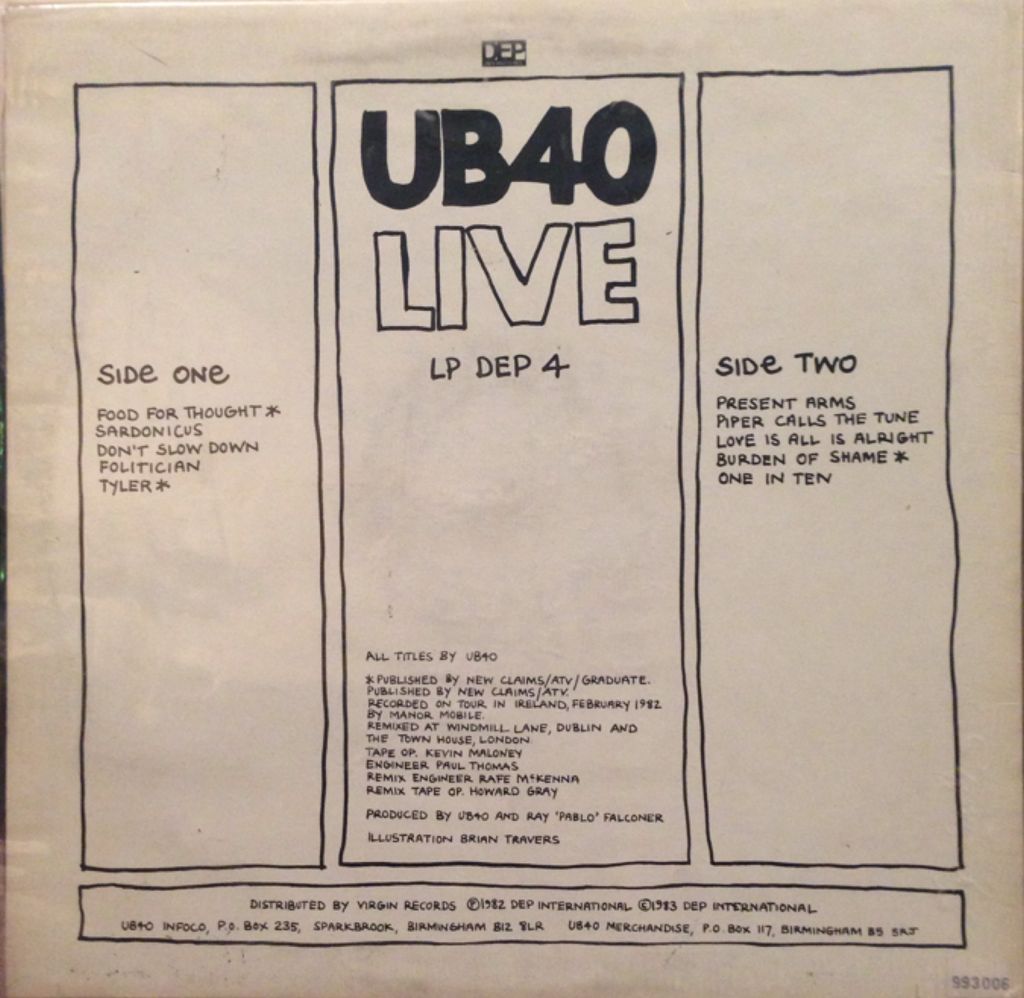 DEP
UB40
LIVE
LP DEP 4
SIDE ONE
FOOD FOR THOUGHT *
SARDONICUS
DON'T SLOW DOWN
FOLITICIAN
TYLER *
SIDE TWO
PRESENT ARMS
PIPER CALLS THE TUNE
LOVE IS ALL IS ALRIGHT
BURDEN OF SHAME *
ONE IN TEN
ALL TITLES BY UB40
* PUBLISHED BY NEW CLAIMS/ATV/GRADUATE.
PUBLISHED BY NEW CLAIMS/ATV.
RECORDED ON TOUR IN IRELAND, FEBRUARY 1982
BY MANOR MOBILE.
REMIXED AT WINDMILL LANE, DUBLIN AND
THE TOWN HOUSE, LONDON.
TAPE OP. KEVIN MALONEY
ENGINEER PAUL THOMAS
REMIX ENGINEER RAFE McKENNA
REMIX TAPE OP. HOWARD GRAY
PRODUCED BY UB40 AND RAY 'PABLO' FALCONER
ILLUSTRATION BRIAN TRAVERS
DISTRIBUTED BY VIRGIN RECORDS ℗1982 DEP INTERNATIONAL ©1983 DEP INTERNATIONAL
UB40 INFOCO, P.O. BOX 235, SPARKBROOK, BIRMINGHAM B12 8LR UB40 MERCHANDISE, P.O. BOX 117, BIRMINGHAM B5 5RJ
993006